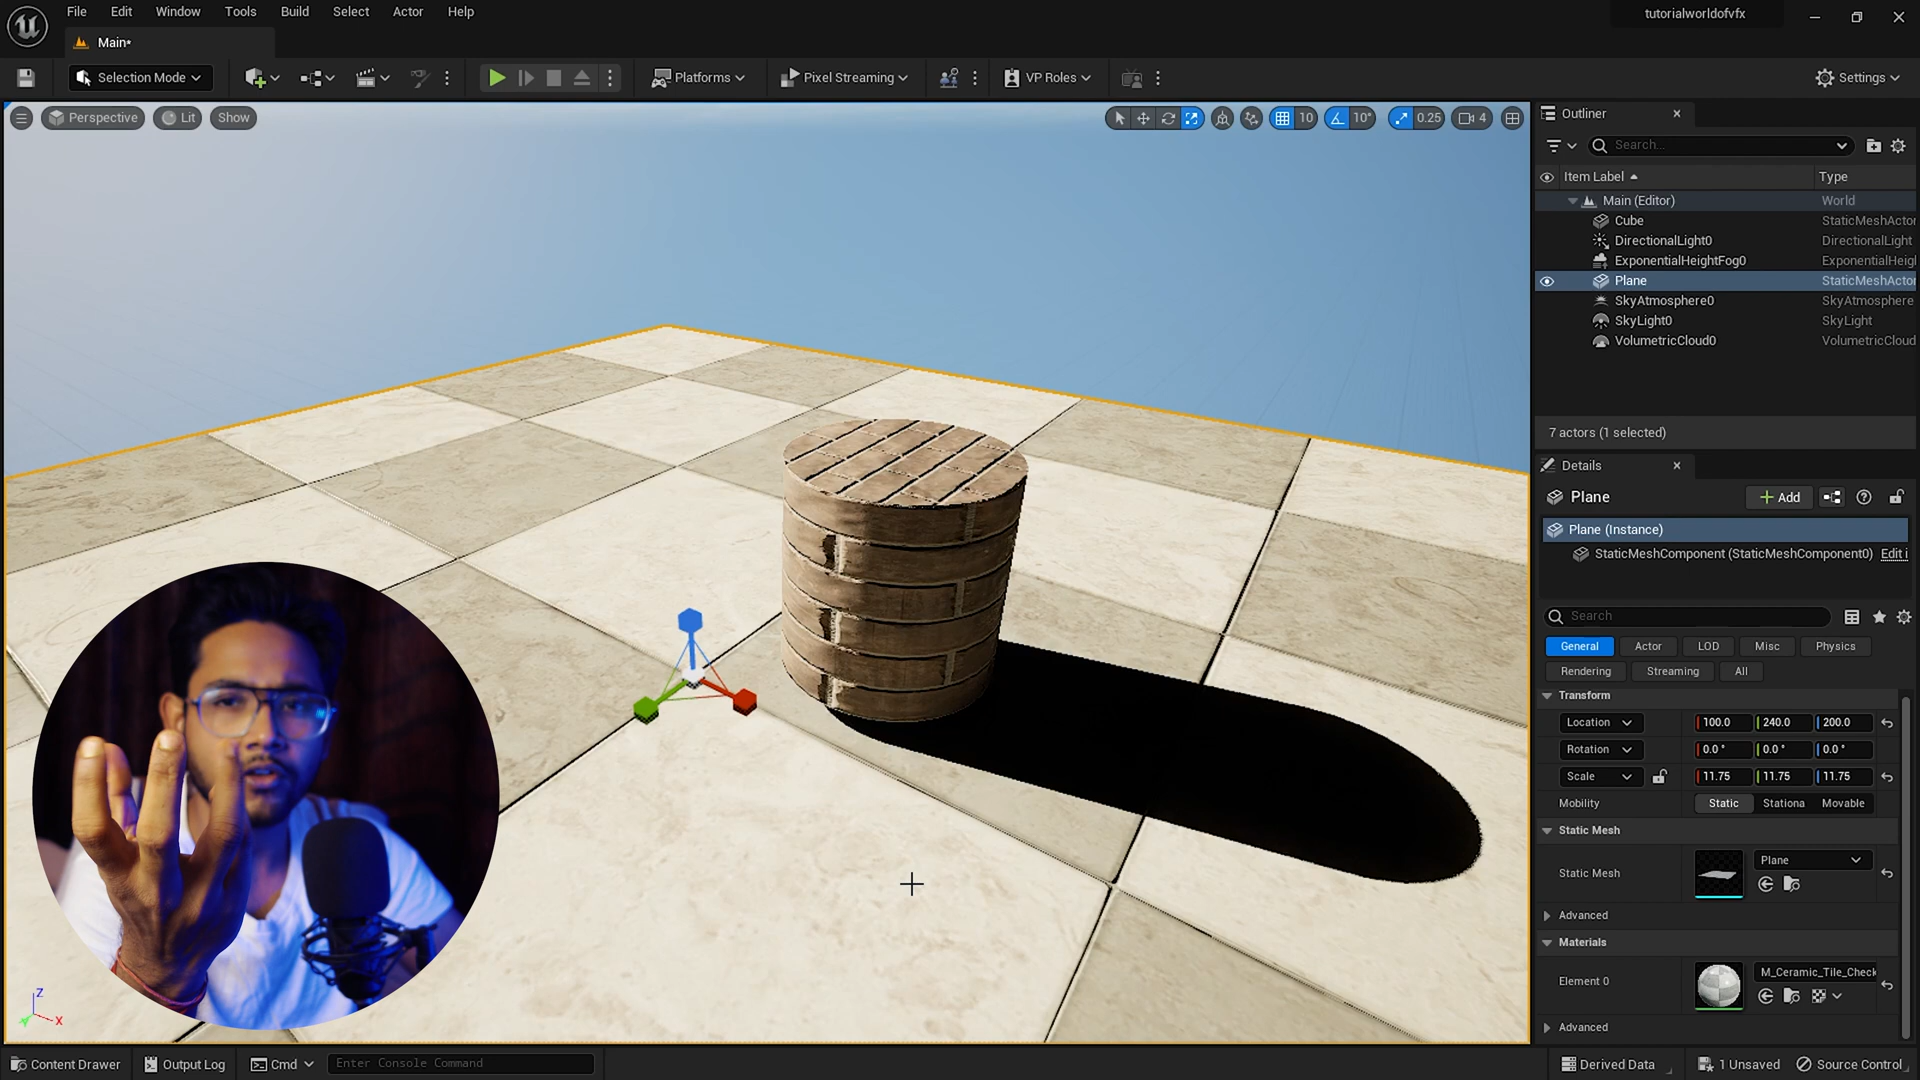 File Edit Window Tools Build Select Actor Help
tutorialworldofvfx
Main*
Selection Mode
Platforms
Pixel Streaming
VP Roles
Settings
Perspective
Lit
Show
10
10°
0.25
4
Outliner
Search...
Item Label
Type
Main (Editor) World
Cube StaticMeshActor
DirectionalLight0 DirectionalLight
ExponentialHeightFog0 ExponentialHeigh
Plane StaticMeshActor
SkyAtmosphere0 SkyAtmosphere
SkyLight0 SkyLight
VolumetricCloud0 VolumetricCloud
7 actors (1 selected)
Details
Plane
Add
Plane (Instance)
StaticMeshComponent (StaticMeshComponent0) Edit i
Search
General Actor LOD Misc Physics
Rendering Streaming All
Transform
Location 100.0 240.0 200.0
Rotation 0.0° 0.0° 0.0°
Scale 11.75 11.75 11.75
Mobility Static Stationa Movable
Static Mesh
Plane
Static Mesh
Advanced
Materials
M_Ceramic_Tile_Check
Element 0
Advanced
Z
X
Content Drawer
Output Log
Cmd
Enter Console Command
Derived Data
1 Unsaved
Source Control